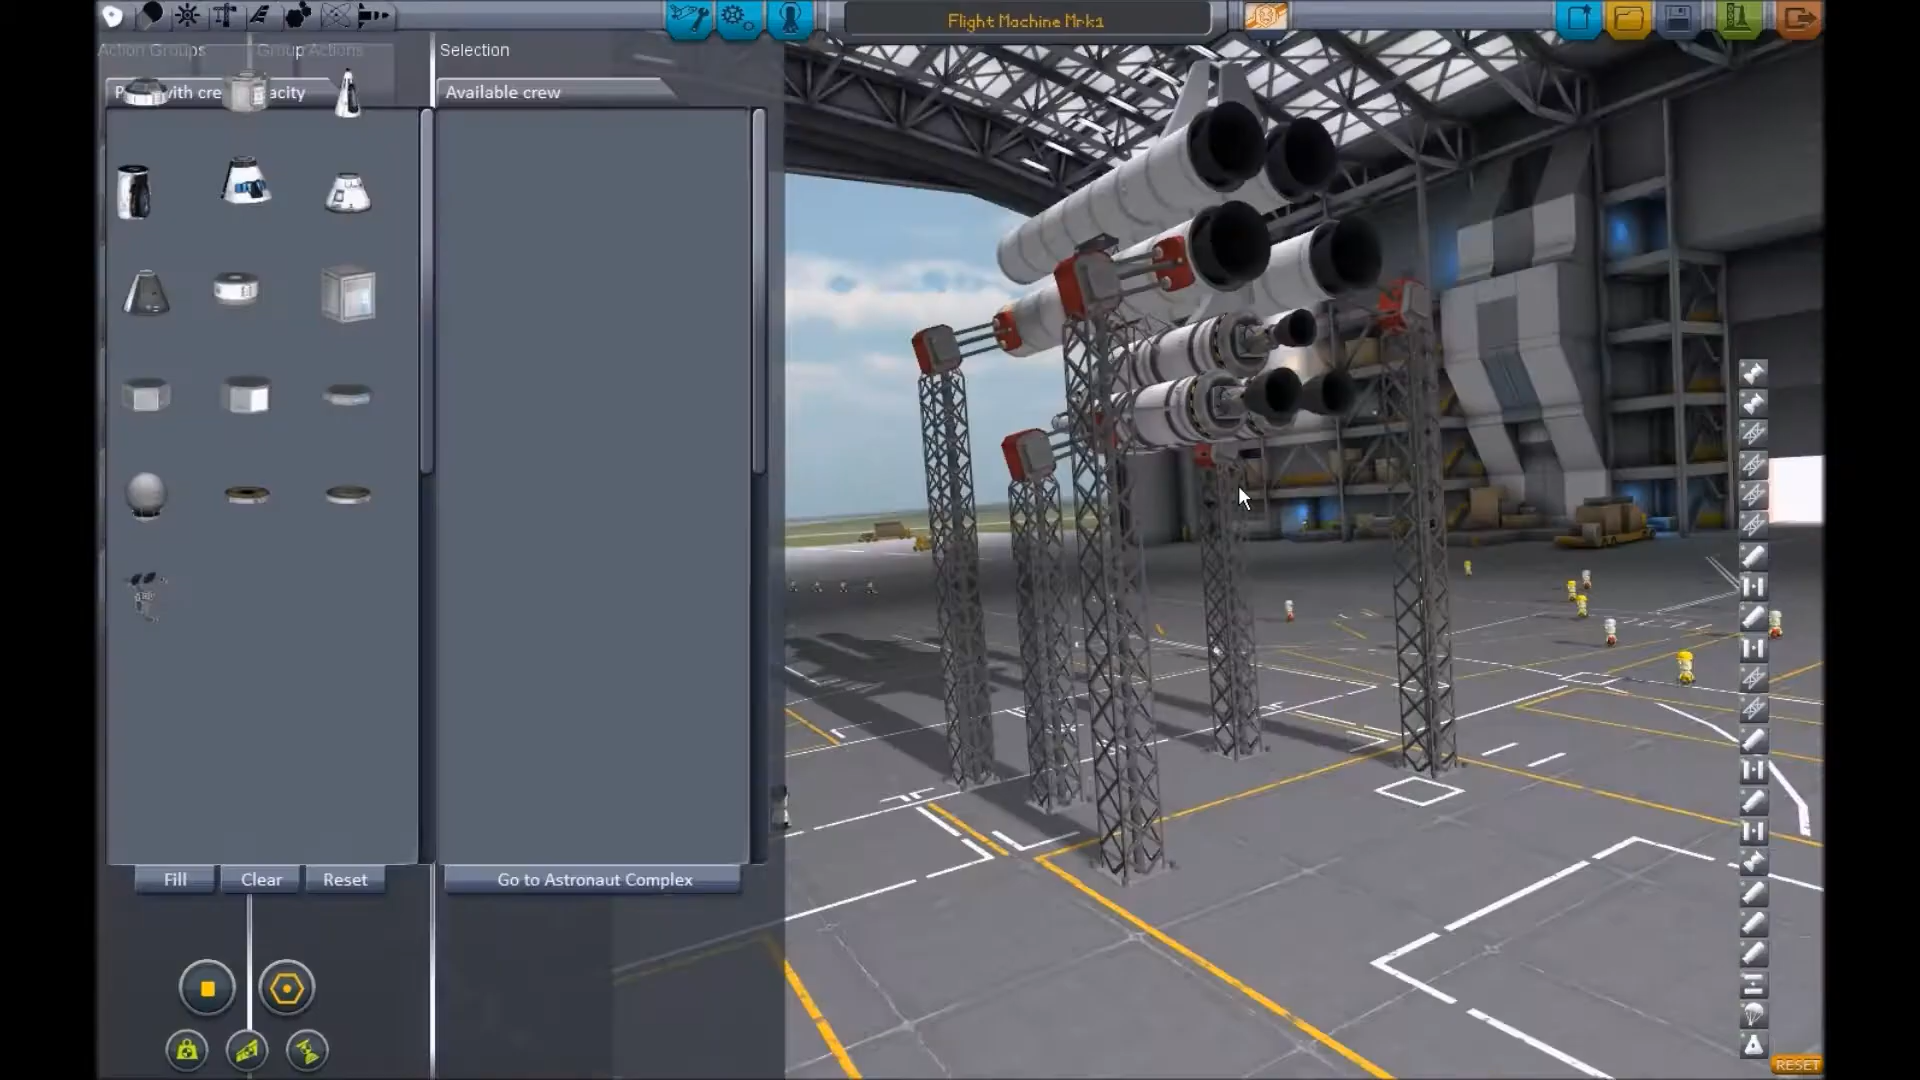 Flight Machine Mrk1
Action Groups
Group Actions
Selection
Available crew
Fill
Clear
Reset
Go to Astronaut Complex
RESET